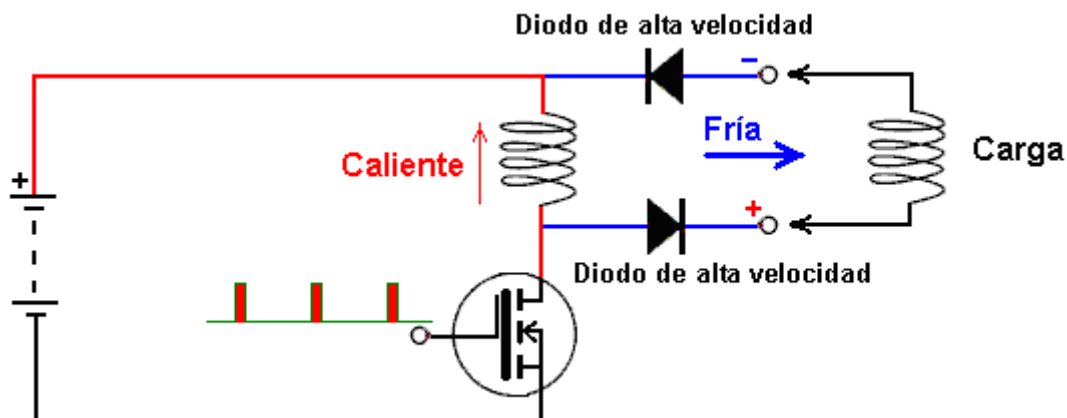 Diodo de alta velocidad
−
Fría
Caliente
Carga
+
+
Diodo de alta velocidad